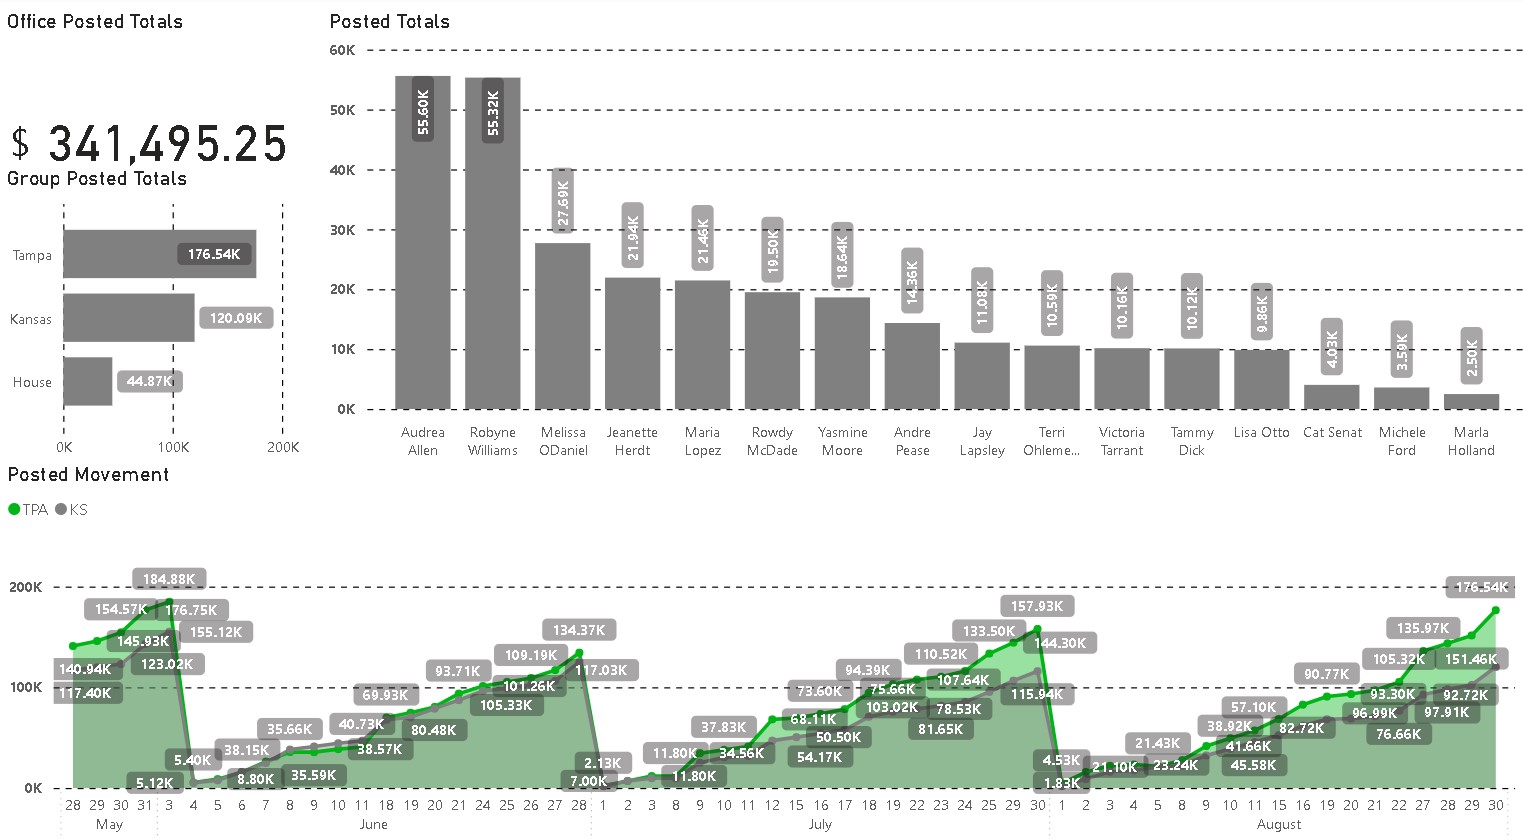 Office Posted Totals
$ 341,495.25
Group Posted Totals
Tampa
176.54K
Kansas
120.09K
House
44.87K
0K 100K 200K
Posted Totals
60K
50K
40K
30K
20K
10K
0K
55.60K 55.32K 27.69K 21.94K 21.46K 19.50K 18.64K 14.36K 11.08K 10.59K 10.16K 10.12K 9.86K 4.03K 3.59K 2.50K
Audrea Robyne Melissa Jeanette Maria Rowdy Yasmine Andre Jay Terri Victoria Tammy Lisa Otto Cat Senat Michele Marla
Allen Williams ODaniel Herdt Lopez McDade Moore Pease Lapsley Ohleme... Tarrant Dick Ford Holland
Posted Movement
TPA KS
200K
100K
0K
184.88K
154.57K 176.75K
145.93K 155.12K
140.94K 123.02K
117.40K
5.12K
5.40K
38.15K
8.80K
35.66K
35.59K
40.73K
38.57K
69.93K
80.48K
93.71K
105.33K
109.19K
101.26K
134.37K
117.03K
2.13K
7.00K
11.80K
11.80K
37.83K
34.56K
73.60K
68.11K
54.17K
50.50K
94.39K
75.66K
103.02K
110.52K
107.64K
78.53K
81.65K
133.50K
157.93K
144.30K
115.94K
4.53K
1.83K
21.10K
21.43K
23.24K
38.92K
41.66K
45.58K
57.10K
82.72K
90.77K
96.99K
93.30K
76.66K
105.32K
135.97K
97.91K
92.72K
151.46K
176.54K
28 29 30 31 3 4 5 6 7 8 9 10 11 18 19 20 21 24 25 26 27 28 1 2 3 8 9 10 11 12 15 16 17 18 19 22 23 24 25 29 30 2 3 4 5 8 9 10 11 15 16 19 20 21 22 27 28 29 30
May June July August